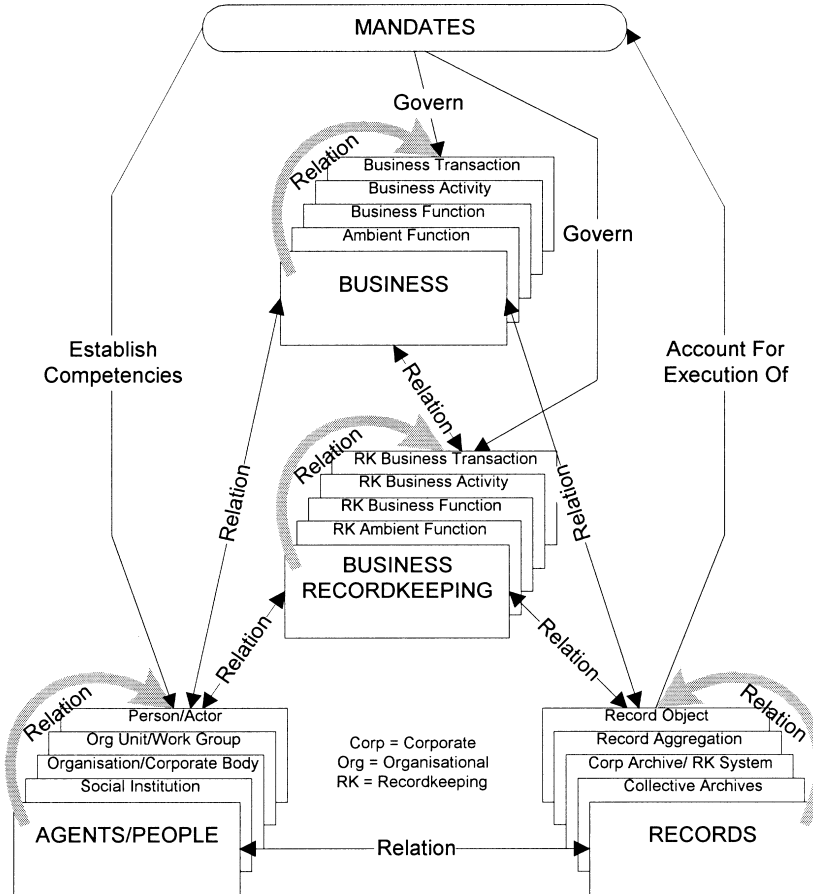 MANDATES
Govern
Relation
Business Transaction
Business Activity
Business Function
Ambient Function
BUSINESS
Govern
Establish
Competencies
Account For
Execution Of
Relation
Relation
Relation
Relation
RK Business Transaction
RK Business Activity
RK Business Function
RK Ambient Function
BUSINESS
RECORDKEEPING
Relation
Relation
Relation
Person/Actor
Org Unit/Work Group
Organisation/Corporate Body
Social Institution
AGENTS/PEOPLE
Corp = Corporate
Org = Organisational
RK = Recordkeeping
Relation
Record Object
Record Aggregation
Corp Archive/ RK System
Collective Archives
RECORDS
Relation